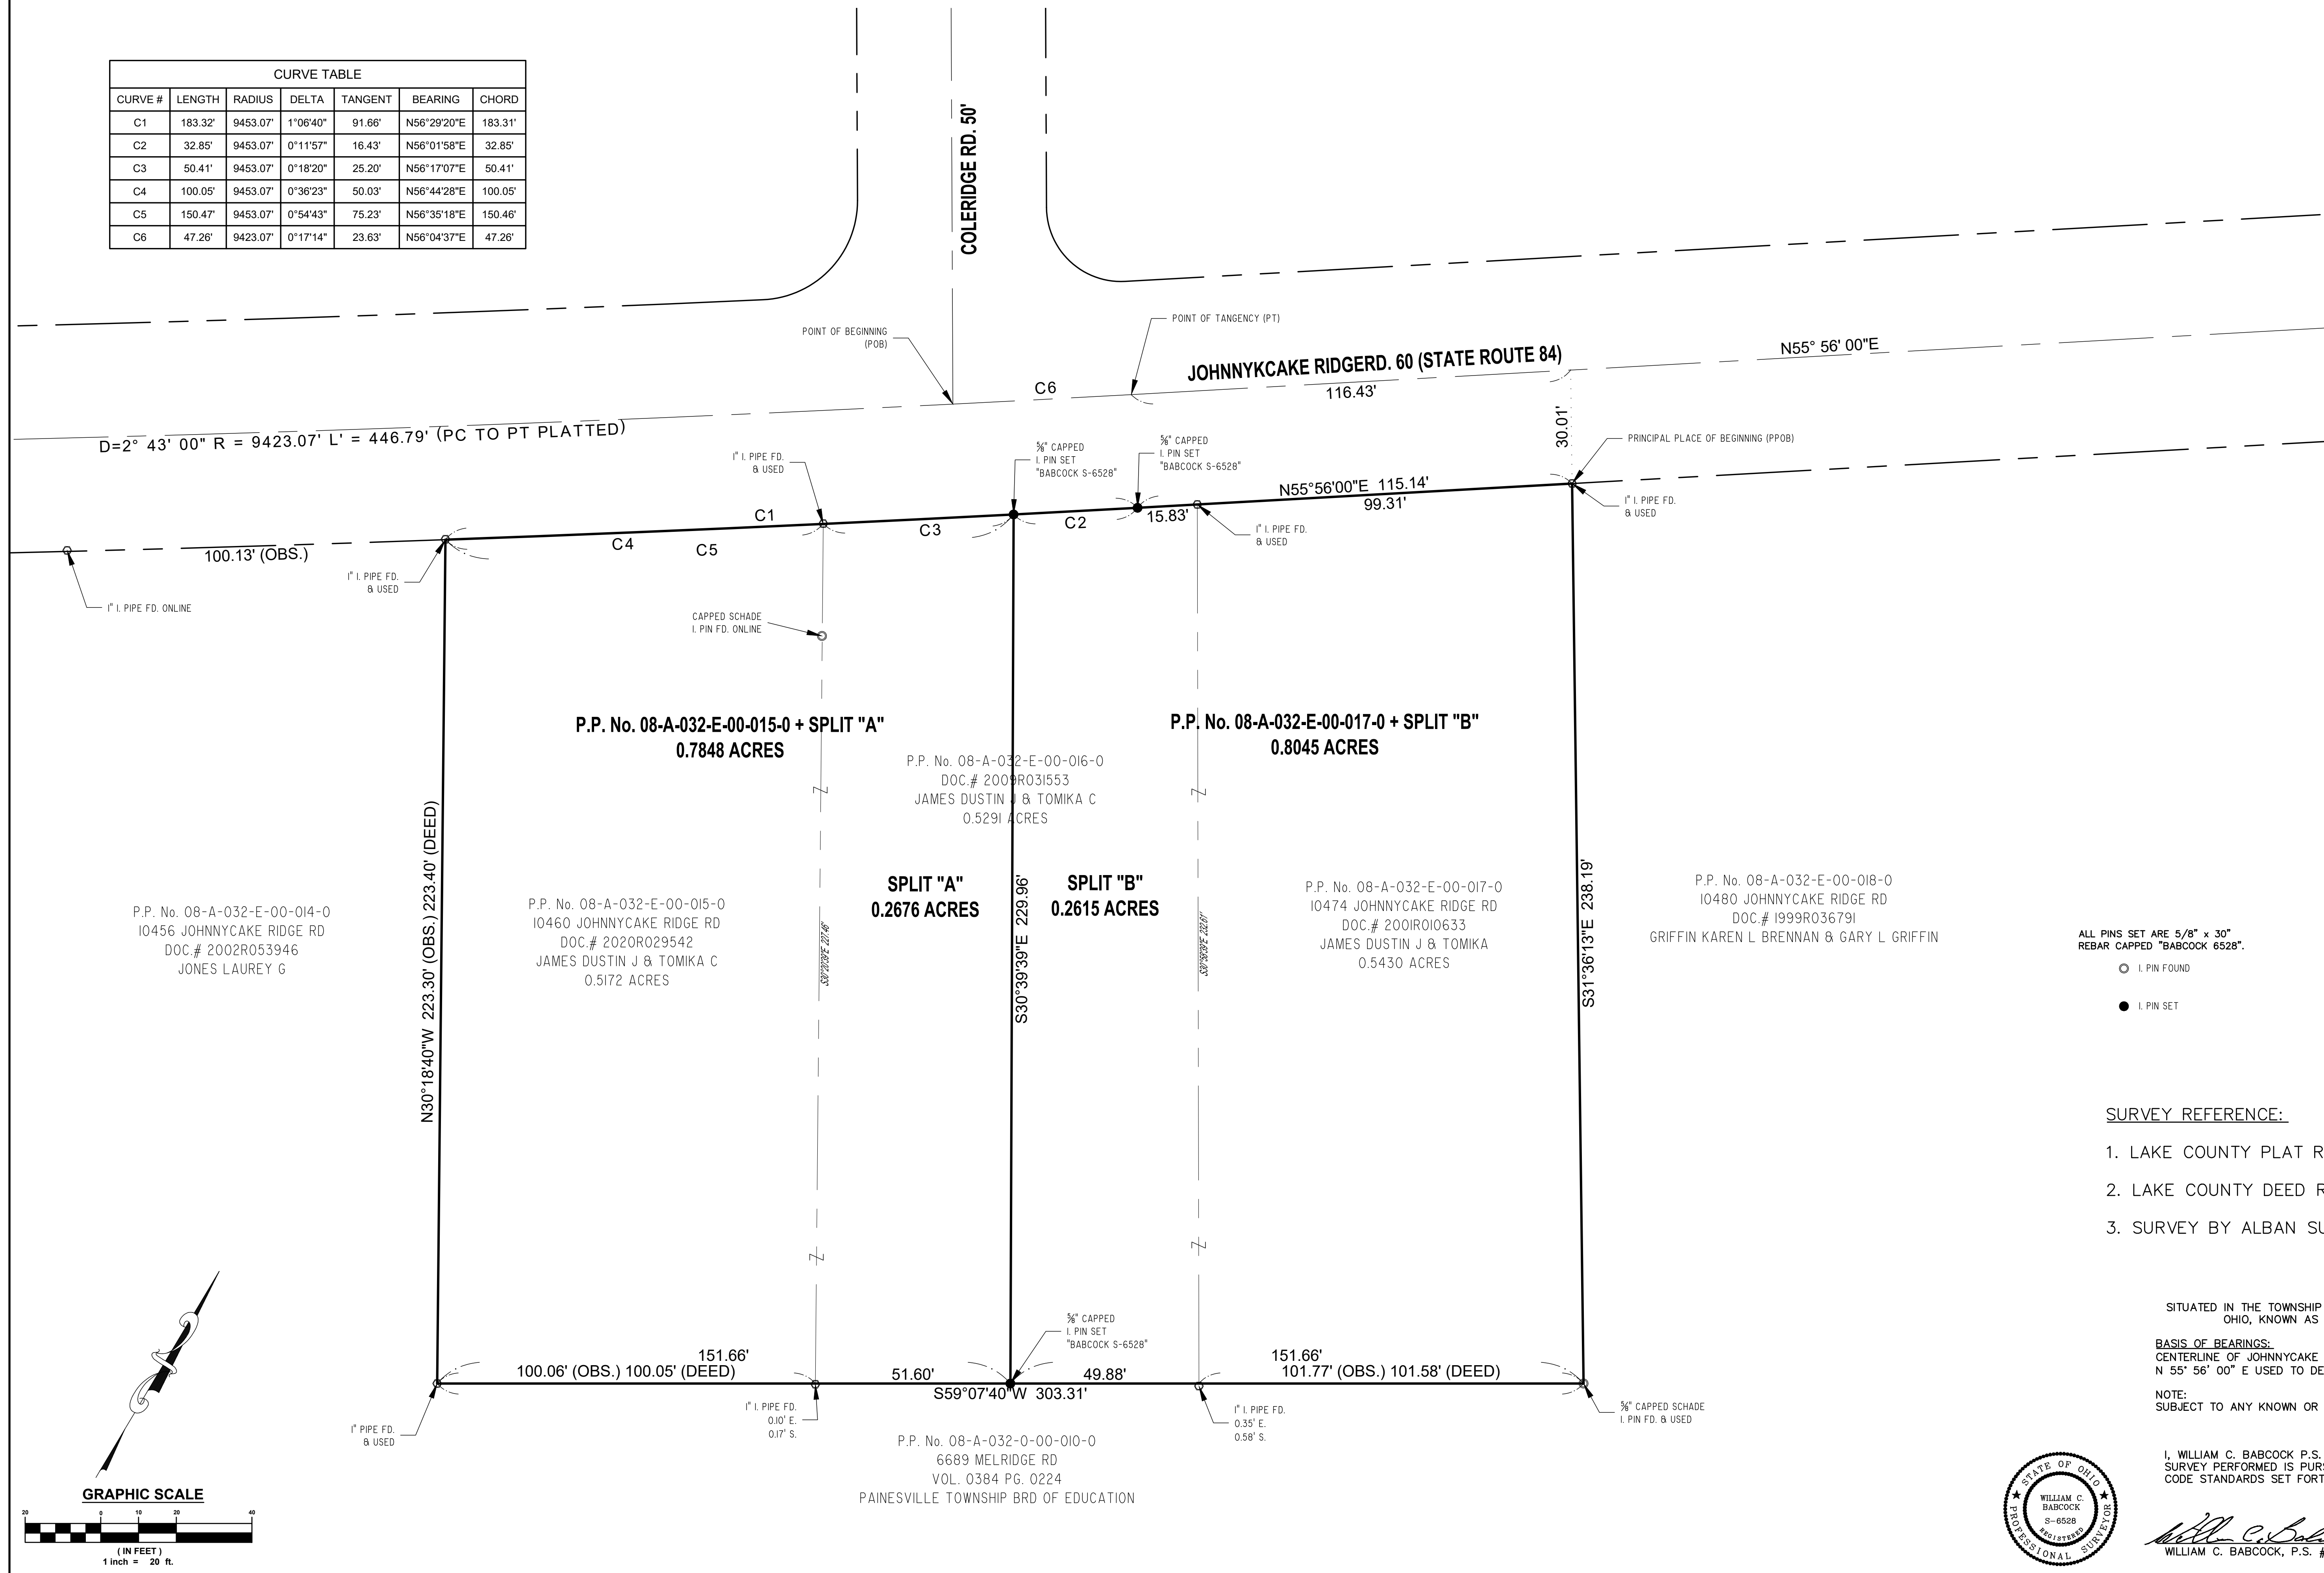 CURVE TABLE
CURVE # LENGTH RADIUS DELTA TANGENT BEARING CHORD
C1 183.32' 9453.07' 1°06'40" 91.66' N56°29'20"E 183.31'
C2 32.85' 9453.07' 0°11'57" 16.43' N56°01'58"E 32.85'
C3 50.41' 9453.07' 0°18'20" 25.20' N56°17'07"E 50.41'
C4 100.05' 9453.07' 0°36'23" 50.03' N56°44'28"E 100.05'
C5 150.47' 9453.07' 0°54'43" 75.23' N56°35'18"E 150.46'
C6 47.26' 9423.07' 0°17'14" 23.63' N56°04'37"E 47.26'
COLERIDGE RD. 50'
POINT OF BEGINNING
(POB)
POINT OF TANGENCY (PT)
JOHNNYKCAKE RIDGERD. 60 (STATE ROUTE 84)
N55° 56' 00"E
C6
116.43'
30.01'
D=2° 43' 00" R = 9423.07' L' = 446.79' (PC TO PT PLATTED)
PRINCIPAL PLACE OF BEGINNING (PPOB)
1" I. PIPE FD.
& USED
5/8" CAPPED
I. PIN SET
"BABCOCK S-6528"
5/8" CAPPED
I. PIN SET
"BABCOCK S-6528"
N55°56'00"E 115.14'
99.31'
1" I. PIPE FD.
& USED
C1
C3
C2
15.83'
1" I. PIPE FD.
& USED
C4
C5
100.13' (OBS.)
1" I. PIPE FD.
& USED
1" I. PIPE FD. ONLINE
CAPPED SCHADE
I. PIN FD. ONLINE
P.P. No. 08-A-032-E-00-015-0 + SPLIT "A"
0.7848 ACRES
P.P. No. 08-A-032-E-00-017-0 + SPLIT "B"
0.8045 ACRES
P.P. No. 08-A-032-E-00-016-0
DOC.# 2009R031553
JAMES DUSTIN J & TOMIKA C
0.5291 ACRES
N30°18'40"W 223.30' (OBS.) 223.40' (DEED)
SPLIT "A"
0.2676 ACRES
S30°39'39"E 229.96'
SPLIT "B"
0.2615 ACRES
S31°36'13"E 238.19'
P.P. No. 08-A-032-E-00-014-0
10456 JOHNNYCAKE RIDGE RD
DOC.# 2002R053946
JONES LAUREY G
P.P. No. 08-A-032-E-00-015-0
10460 JOHNNYCAKE RIDGE RD
DOC.# 2020R029542
JAMES DUSTIN J & TOMIKA C
0.5172 ACRES
S30°20'39"E 227.46'
S30°58'39"E 232.61'
P.P. No. 08-A-032-E-00-017-0
10474 JOHNNYCAKE RIDGE RD
DOC.# 2001R010633
JAMES DUSTIN J & TOMIKA
0.5430 ACRES
P.P. No. 08-A-032-E-00-018-0
10480 JOHNNYCAKE RIDGE RD
DOC.# 1999R036791
GRIFFIN KAREN L BRENNAN & GARY L GRIFFIN
ALL PINS SET ARE 5/8" x 30"
REBAR CAPPED "BABCOCK 6528".
I. PIN FOUND
I. PIN SET
SURVEY REFERENCE:
1. LAKE COUNTY PLAT R
2. LAKE COUNTY DEED R
3. SURVEY BY ALBAN SU
SITUATED IN THE TOWNSHIP
OHIO, KNOWN AS
BASIS OF BEARINGS:
CENTERLINE OF JOHNNYCAKE
N 55° 56' 00" E USED TO DE
NOTE:
SUBJECT TO ANY KNOWN OR
I, WILLIAM C. BABCOCK P.S.
SURVEY PERFORMED IS PURS
CODE STANDARDS SET FORT
WILLIAM C. BABCOCK, P.S. #
STATE OF OHIO
WILLIAM C.
BABCOCK
S-6528
REGISTERED
PROFESSIONAL SURVEYOR
5/8" CAPPED
I. PIN SET
"BABCOCK S-6528"
151.66'
100.06' (OBS.) 100.05' (DEED)
51.60'
49.88'
151.66'
101.77' (OBS.) 101.58' (DEED)
S59°07'40"W 303.31'
1" PIPE FD.
& USED
1" I. PIPE FD.
0.10' E.
0.17' S.
1" I. PIPE FD.
0.35' E.
0.58' S.
5/8" CAPPED SCHADE
I. PIN FD. & USED
P.P. No. 08-A-032-0-00-010-0
6689 MELRIDGE RD
VOL. 0384 PG. 0224
PAINESVILLE TOWNSHIP BRD OF EDUCATION
GRAPHIC SCALE
20 0 10 20 40
( IN FEET )
1 inch = 20 ft.